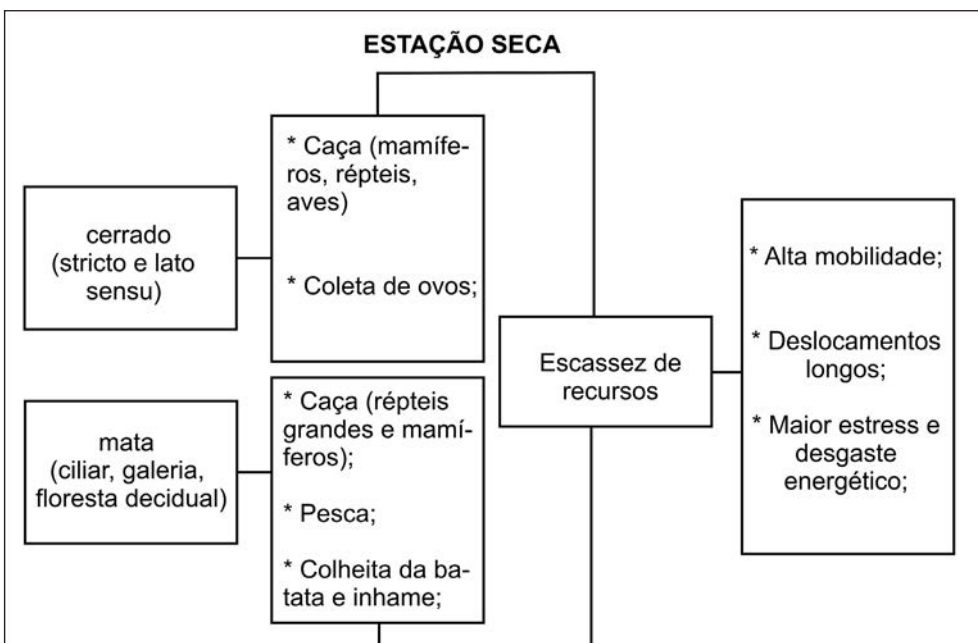 ESTAÇÃO SECA
cerrado
(stricto e lato
sensu)
* Caça (mamífe-
ros, répteis,
aves)
* Coleta de ovos;
mata
(ciliar, galeria,
floresta decidual)
* Caça (répteis
grandes e mamí-
feros);
* Pesca;
* Colheita da ba-
tata e inhame;
Escassez de
recursos
* Alta mobilidade;
* Deslocamentos
longos;
* Maior estress e
desgaste
energético;